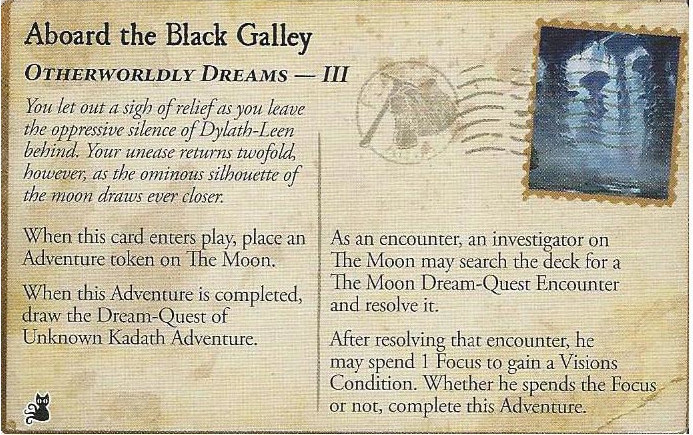 Aboard the Black Galley
Otherworldly Dreams — III
You let out a sigh of relief as you leave
the oppressive silence of Dylath-Leen
behind. Your unease returns twofold,
however, as the ominous silhouette of
the moon draws ever closer.
When this card enters play, place an
Adventure token on The Moon.
When this Adventure is completed,
draw the Dream-Quest of
Unknown Kadath Adventure.
As an encounter, an investigator on
The Moon may search the deck for a
The Moon Dream-Quest Encounter
and resolve it.
After resolving that encounter, he
may spend 1 Focus to gain a Visions
Condition. Whether he spends the Focus
or not, complete this Adventure.